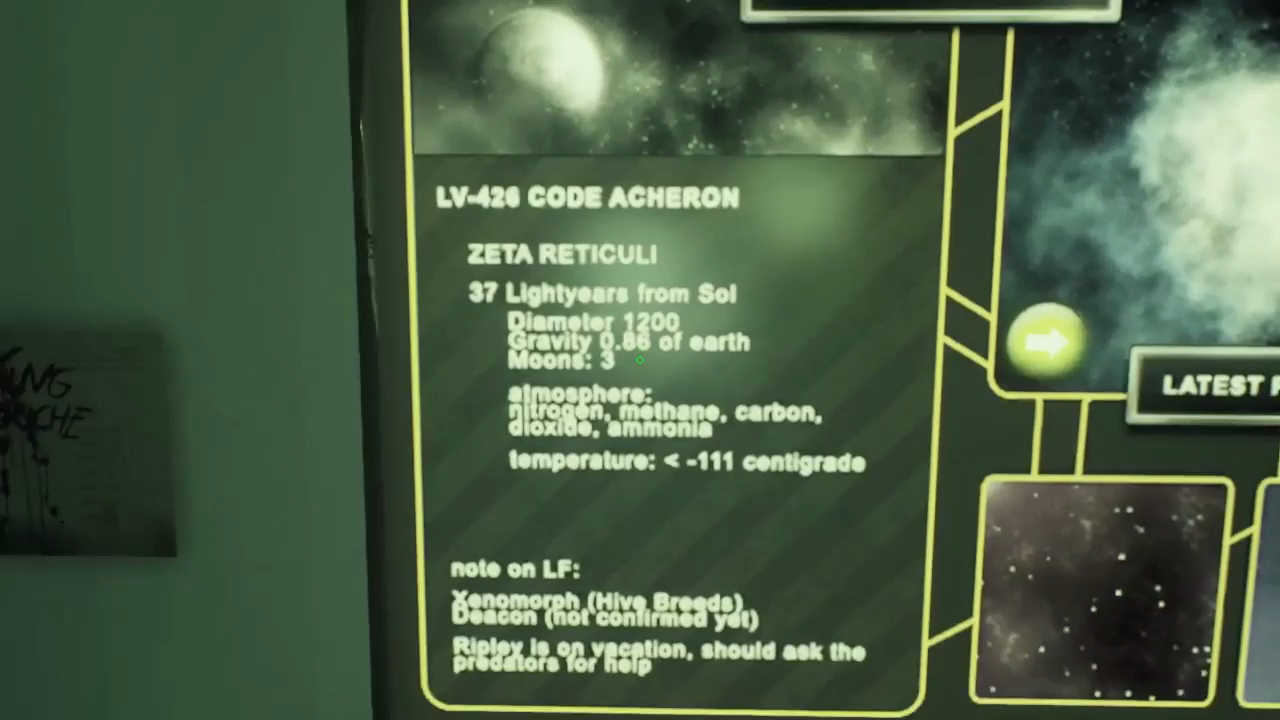 LV-426 CODE ACHERON
ZETA RETICULI
37 Lightyears from Sol
Diameter 1200
Gravity 0.86 of earth
Moons: 3
atmosphere:
nitrogen, methane, carbon,
dioxide, ammonia
temperature: < -111 centigrade
note on LF:
Xenomorph (Hive Breeds)
Deacon (not confirmed yet)
Ripley is on vacation, should ask the
predators for help
LATEST